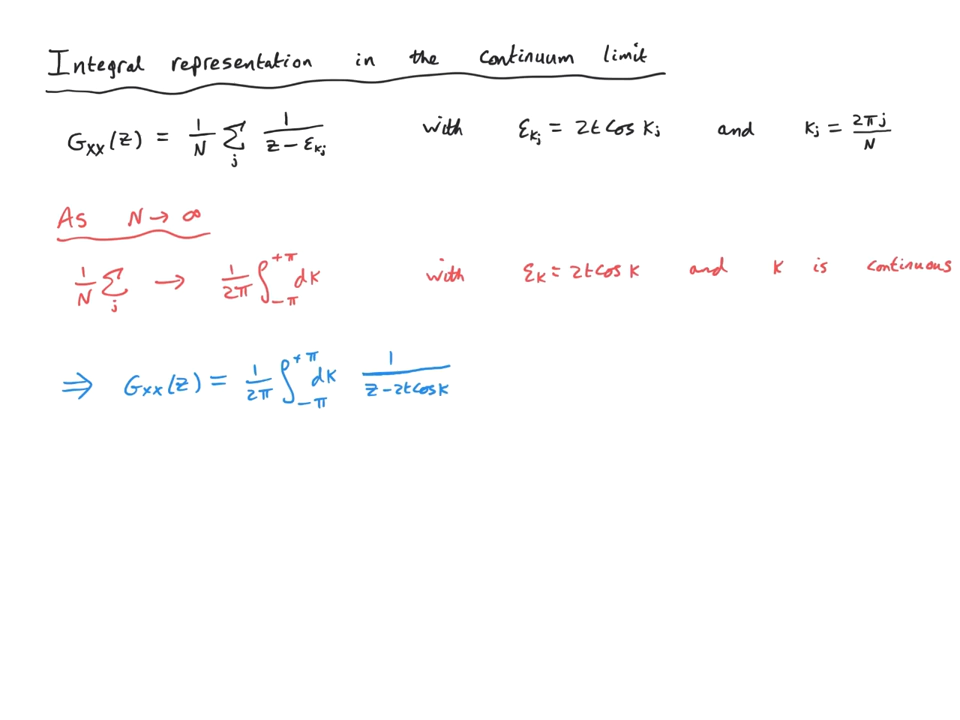 Integral representation in the continuum limit
Gxx(z) = 1/N Σ_j 1/(z - ε_kj) with ε_kj = 2t cos k_j and k_j = 2πj/N
As N → ∞
1/N Σ_j → 1/2π ∫_{-π}^{+π} dk with ε_k = 2t cos k and k is continuous
⇒ Gxx(z) = 1/2π ∫_{-π}^{+π} dk 1/(z - 2t cos k)